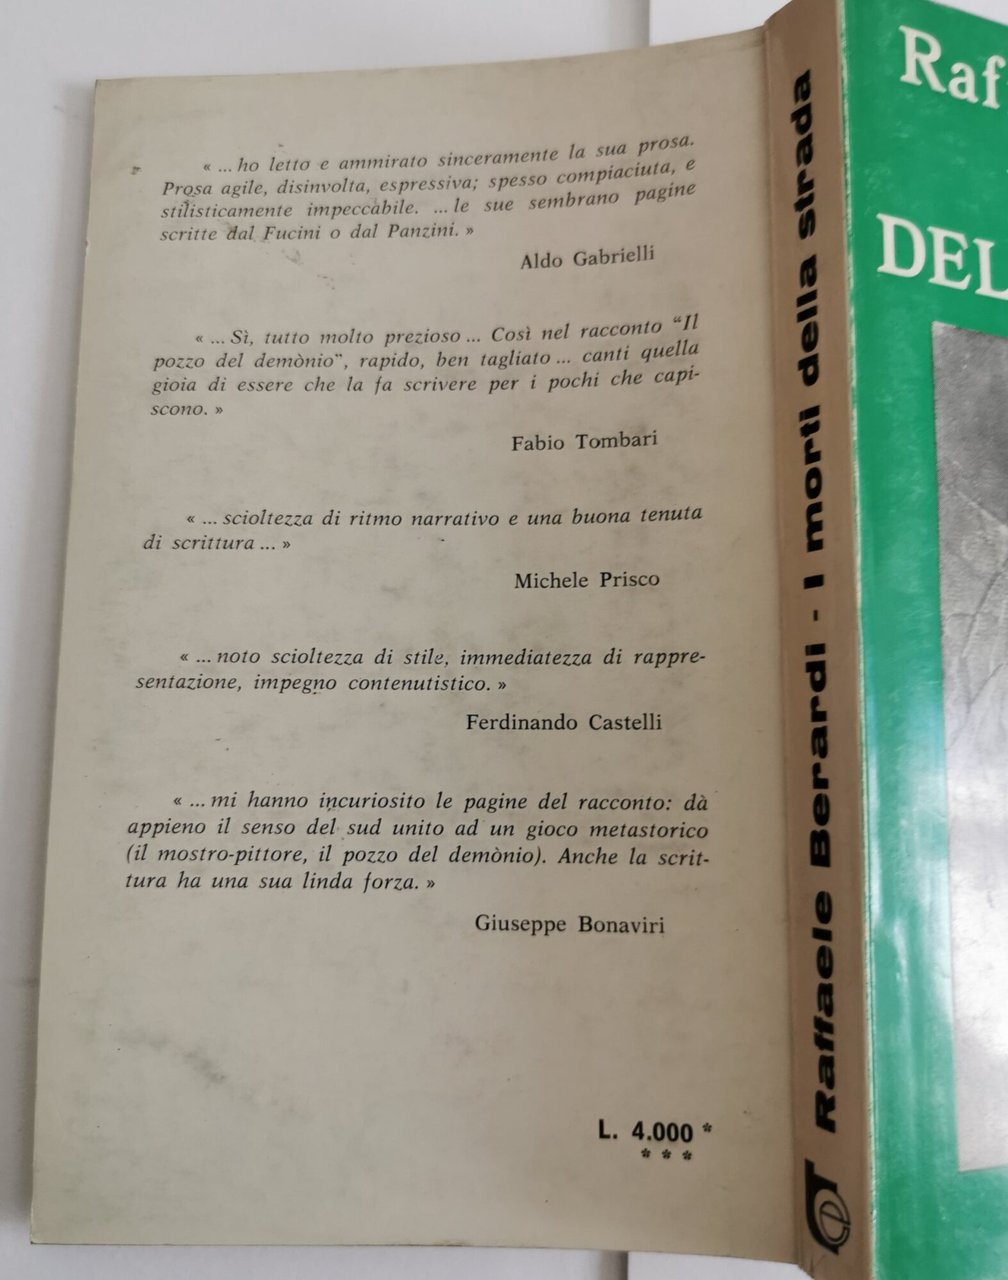 « ... ho letto e ammirato sinceramente la sua prosa.
Prosa agile, disinvolta, espressiva; spesso compiaciuta, e
stilisticamente impeccabile. ... le sue sembrano pagine
scritte dal Fucini o dal Panzini. »
Aldo Gabrielli
« ... Sì, tutto molto prezioso ... Così nel racconto “Il
pozzo del demònio”, rapido, ben tagliato ... canti quella
gioia di essere che la fa scrivere per i pochi che capi-
scono. »
Fabio Tombari
« ... scioltezza di ritmo narrativo e una buona tenuta
di scrittura ... »
Michele Prisco
« ... noto scioltezza di stile, immediatezza di rappre-
sentazione, impegno contenutistico. »
Ferdinando Castelli
« ... mi hanno incuriosito le pagine del racconto: dà
appieno il senso del sud unito ad un gioco metastorico
(il mostro-pittore, il pozzo del demònio). Anche la scrit-
tura ha una sua linda forza. »
Giuseppe Bonaviri
L. 4.000 *
* * *
Raffaele Berardi - I morti della strada
Raf
DEL